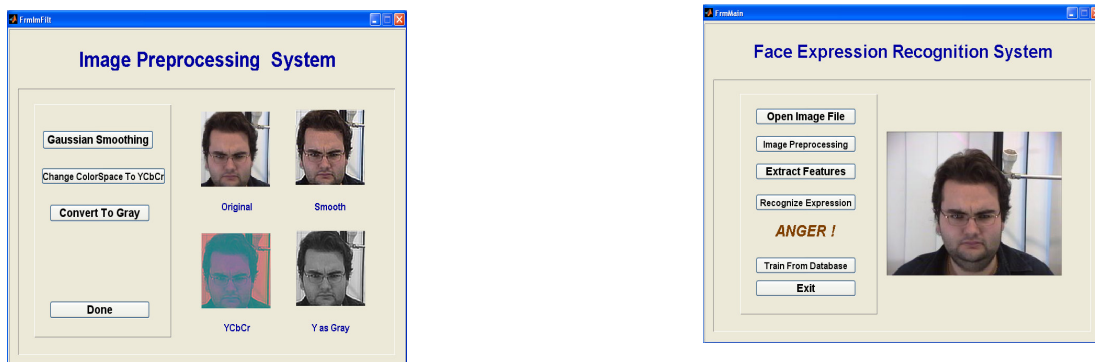 FrmImFilt
Image Preprocessing System
Gaussian Smoothing
Change ColorSpace To YCbCr
Convert To Gray
Done
Original
Smooth
YCbCr
Y as Gray
FrmMain
Face Expression Recognition System
Open Image File
Image Preprocessing
Extract Features
Recognize Expression
ANGER !
Train From Database
Exit